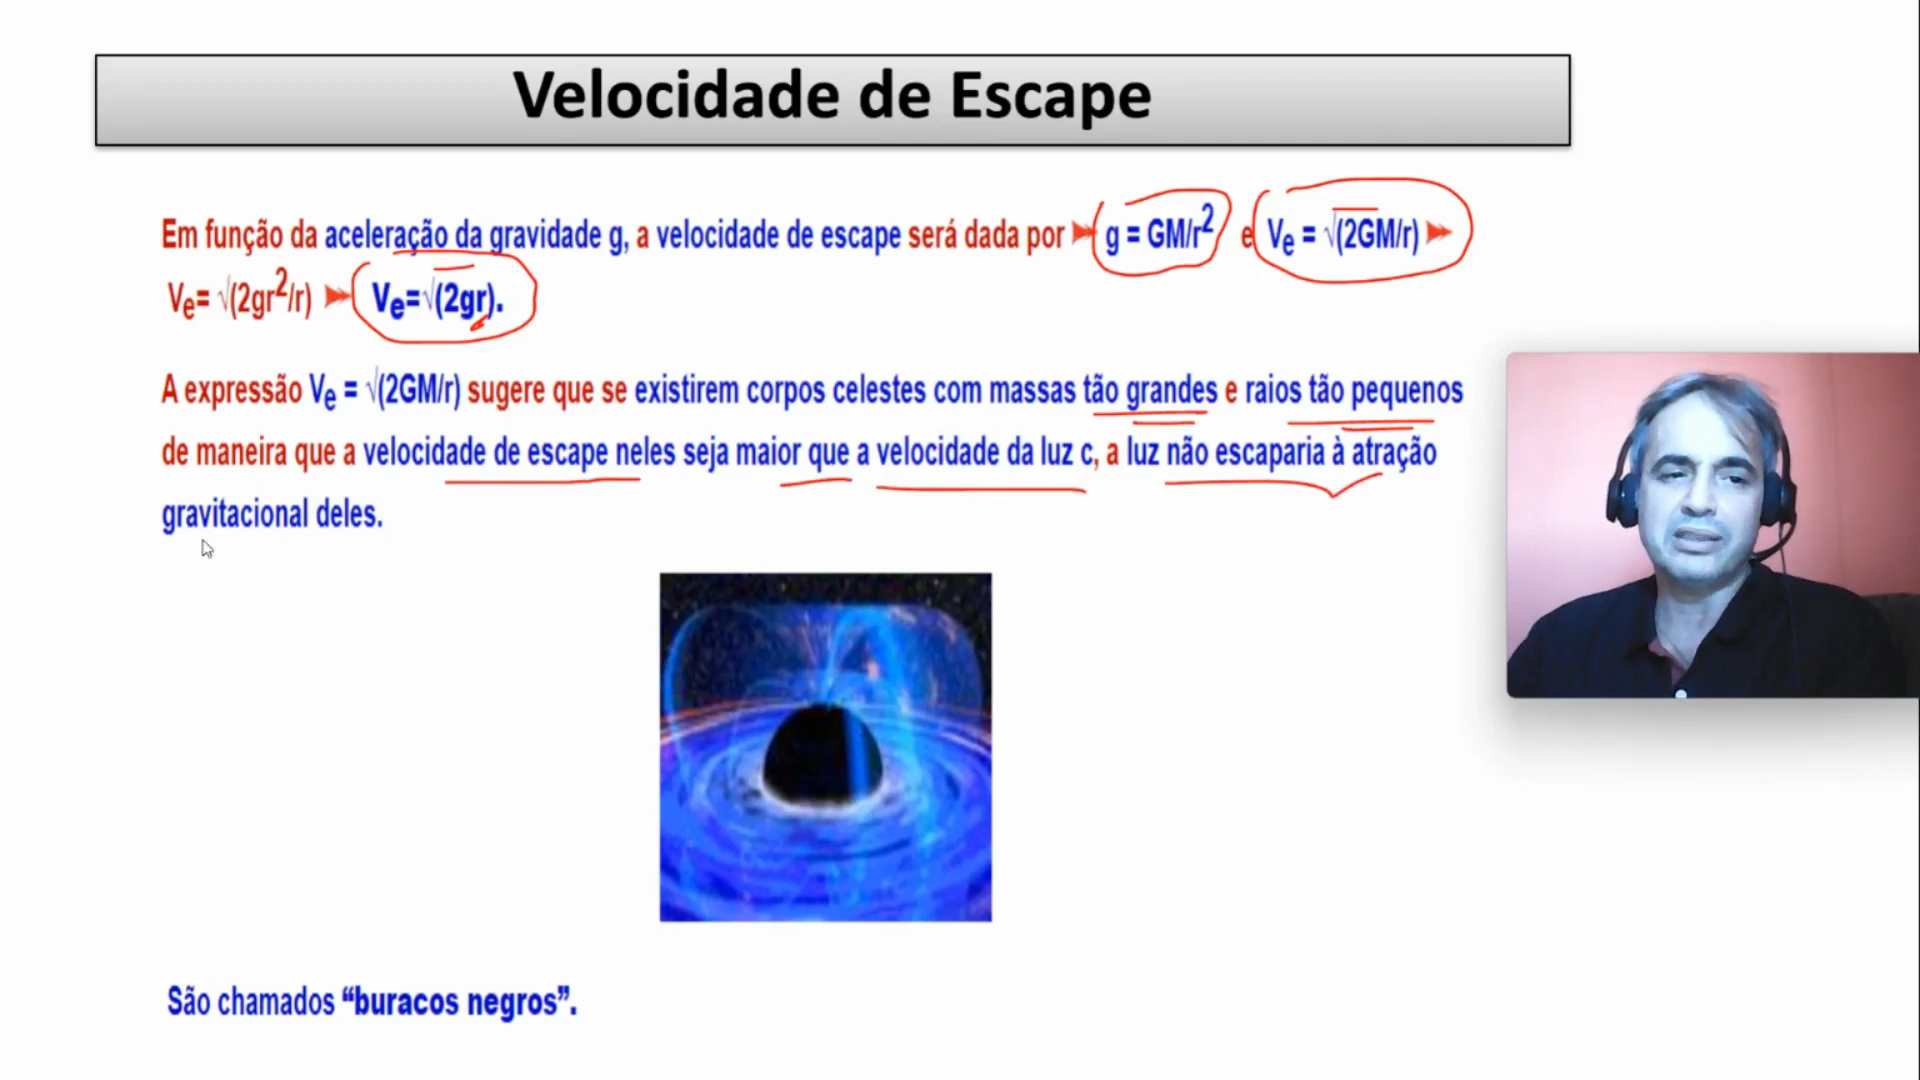 Velocidade de Escape
Em função da aceleração da gravidade g, a velocidade de escape será dada por g = GM/r² e Ve = √(2GM/r)
Ve= √(2gr²/r) Ve=√(2gr).
A expressão Ve = √(2GM/r) sugere que se existirem corpos celestes com massas tão grandes e raios tão pequenos
de maneira que a velocidade de escape neles seja maior que a velocidade da luz c, a luz não escaparia à atração
gravitacional deles.
São chamados “buracos negros”.